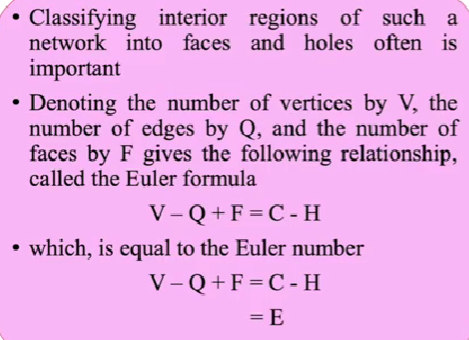 • Classifying interior regions of such a
network into faces and holes often is
important
• Denoting the number of vertices by V, the
number of edges by Q, and the number of
faces by F gives the following relationship,
called the Euler formula
V – Q + F = C - H
• which, is equal to the Euler number
V – Q + F = C - H
= E